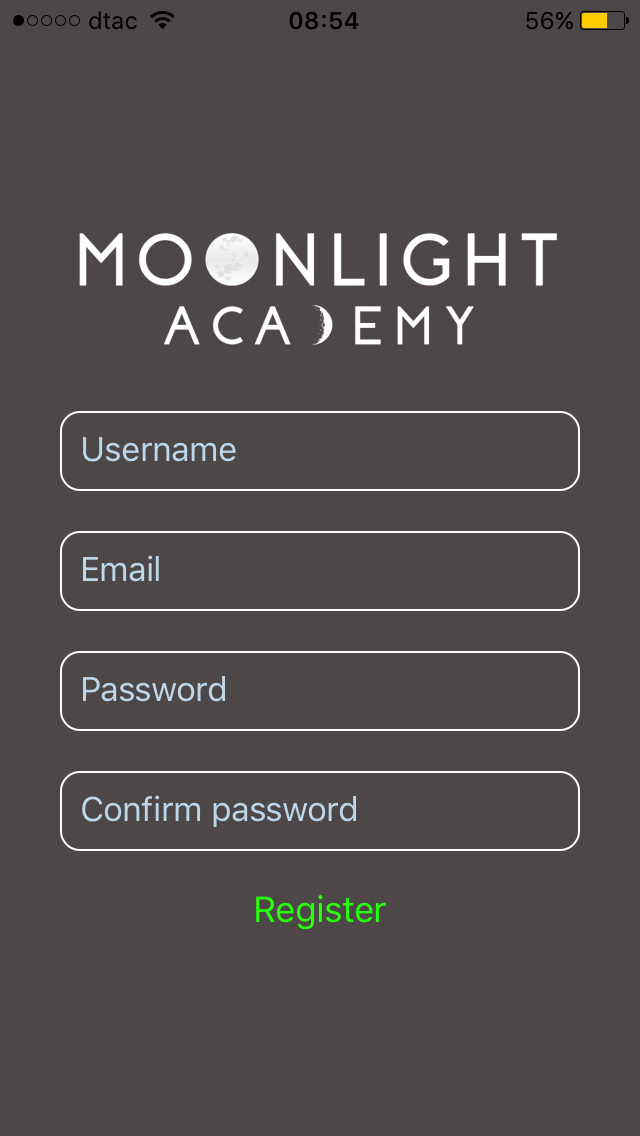 dtac 08:54 56%
MOONLIGHT
ACADEMY
Username
Email
Password
Confirm password
Register